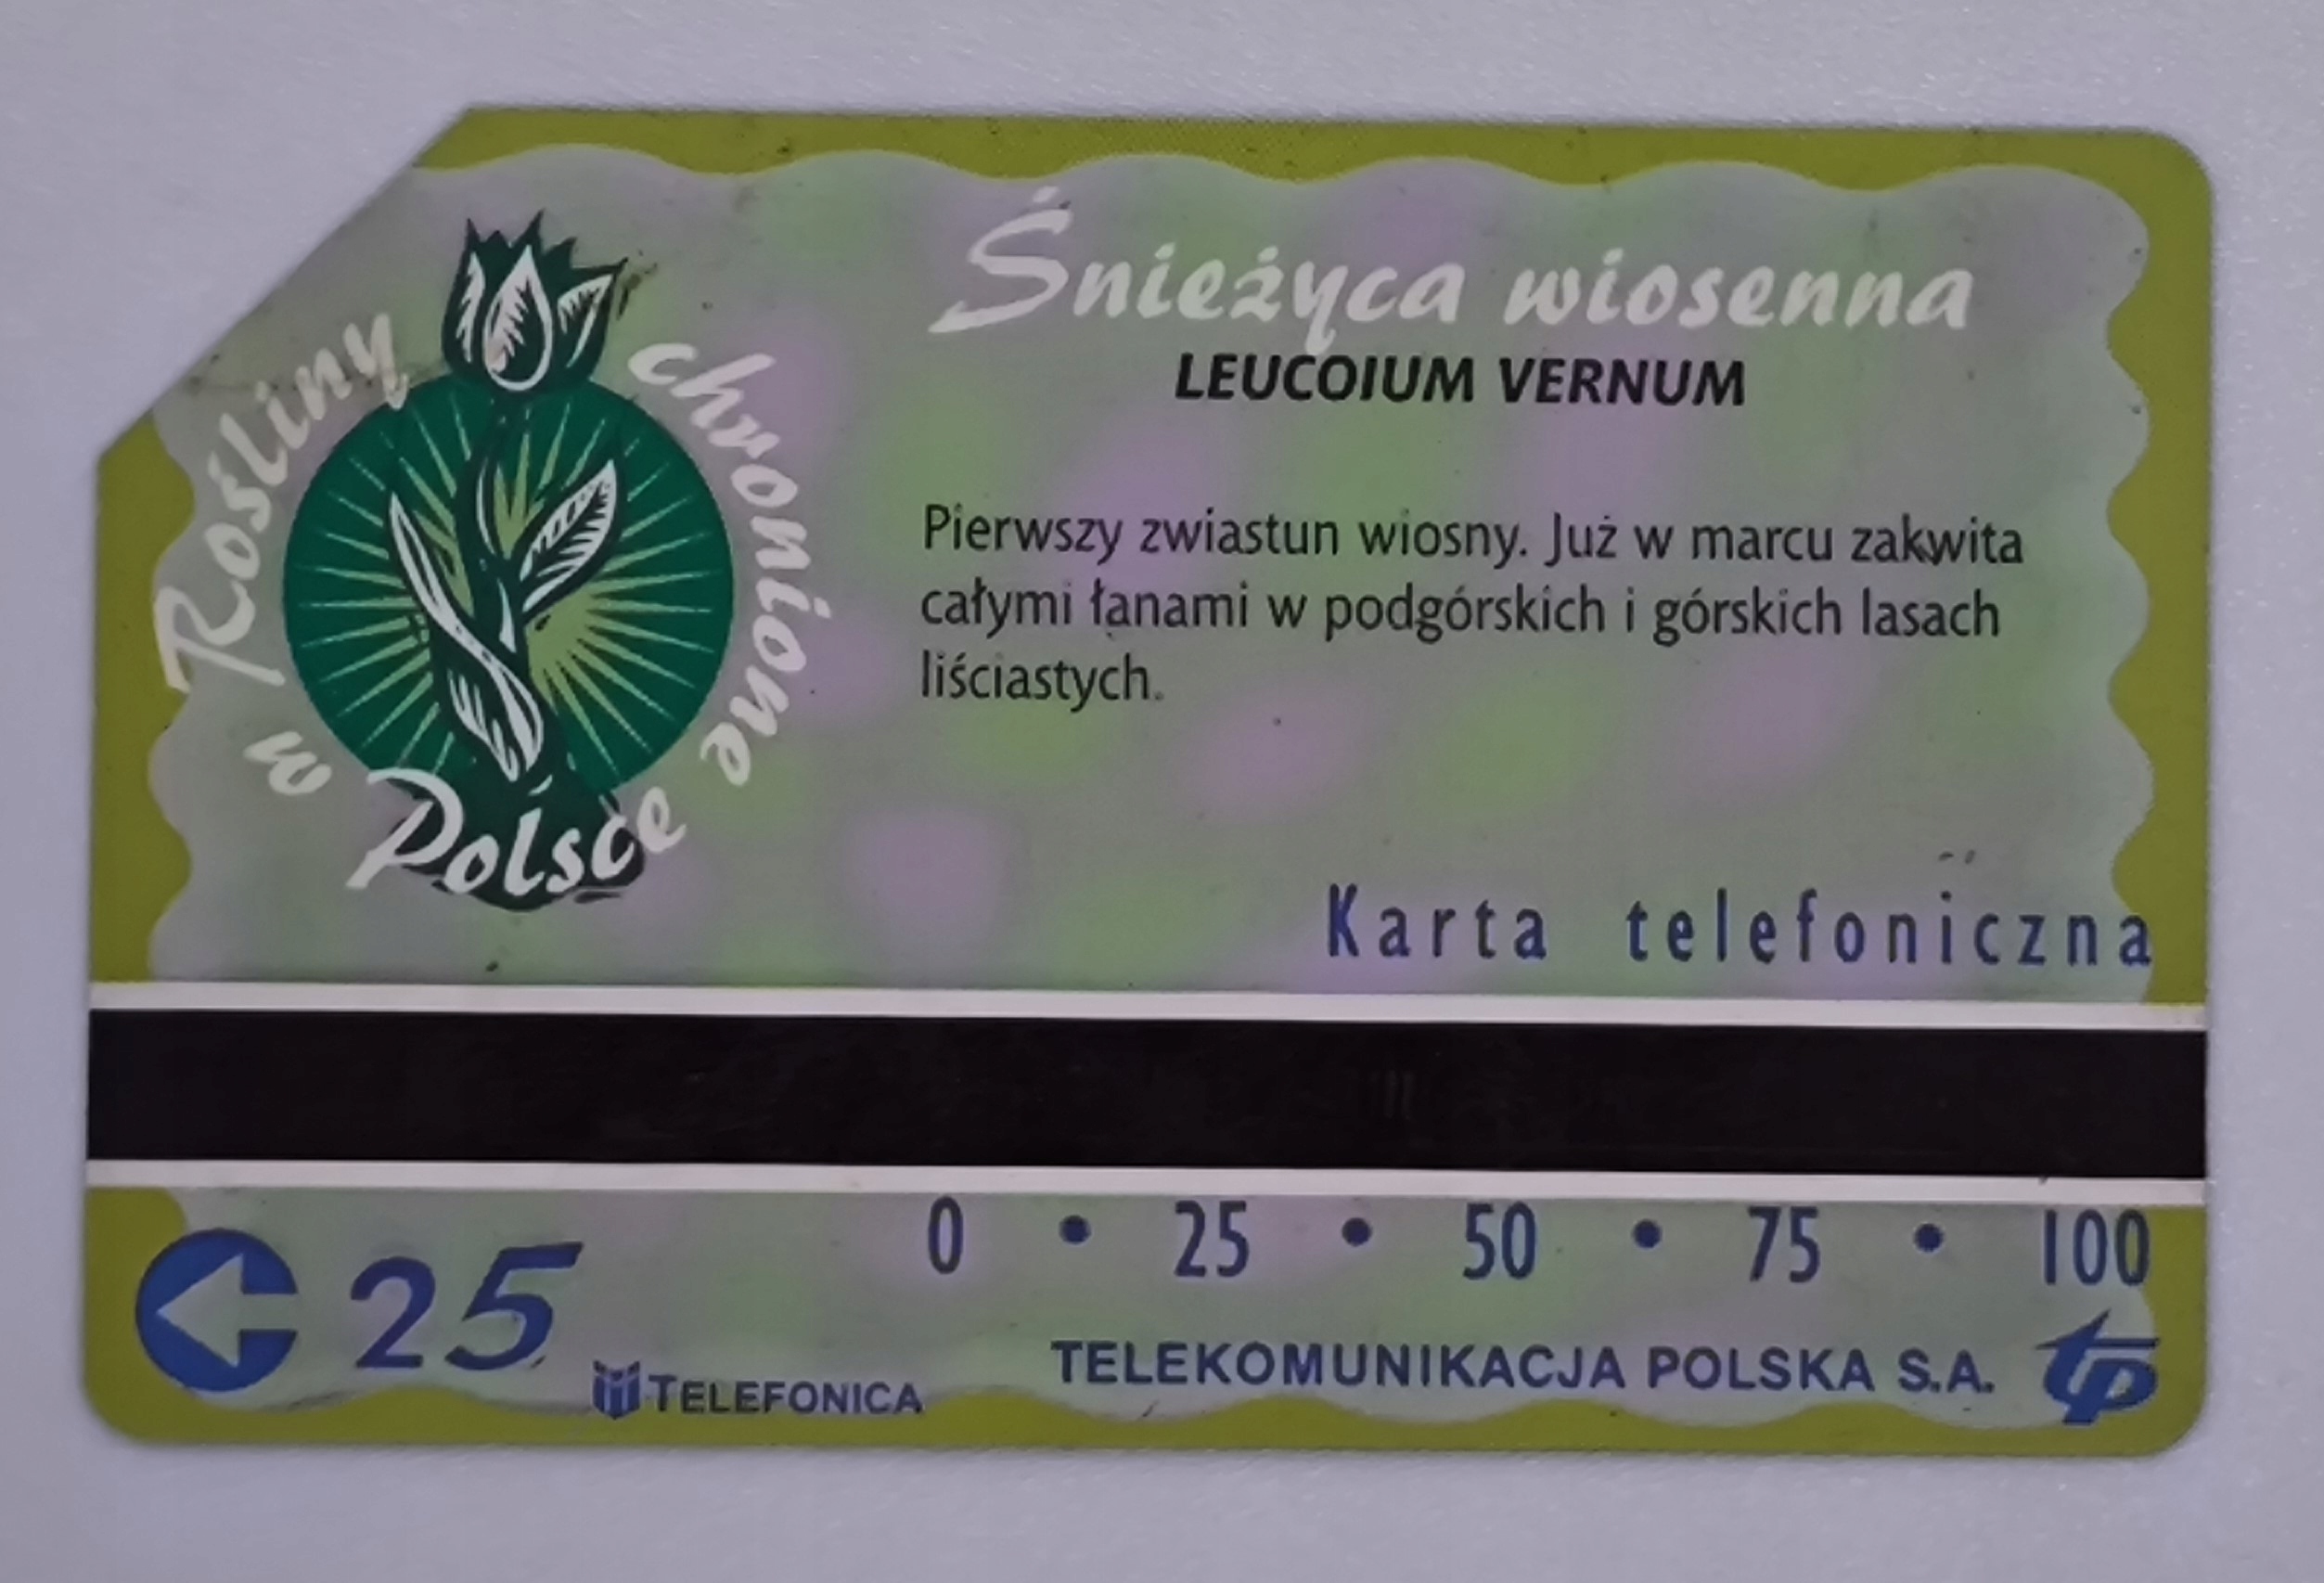 Rośliny chronione w Polsce
Śnieżyca wiosenna
LEUCOIUM VERNUM
Pierwszy zwiastun wiosny. Już w marcu zakwita
całymi łanami w podgórskich i górskich lasach
liściastych.
Karta telefoniczna
0 • 25 • 50 • 75 • 100
25
TELEFONICA
TELEKOMUNIKACJA POLSKA S.A. tp